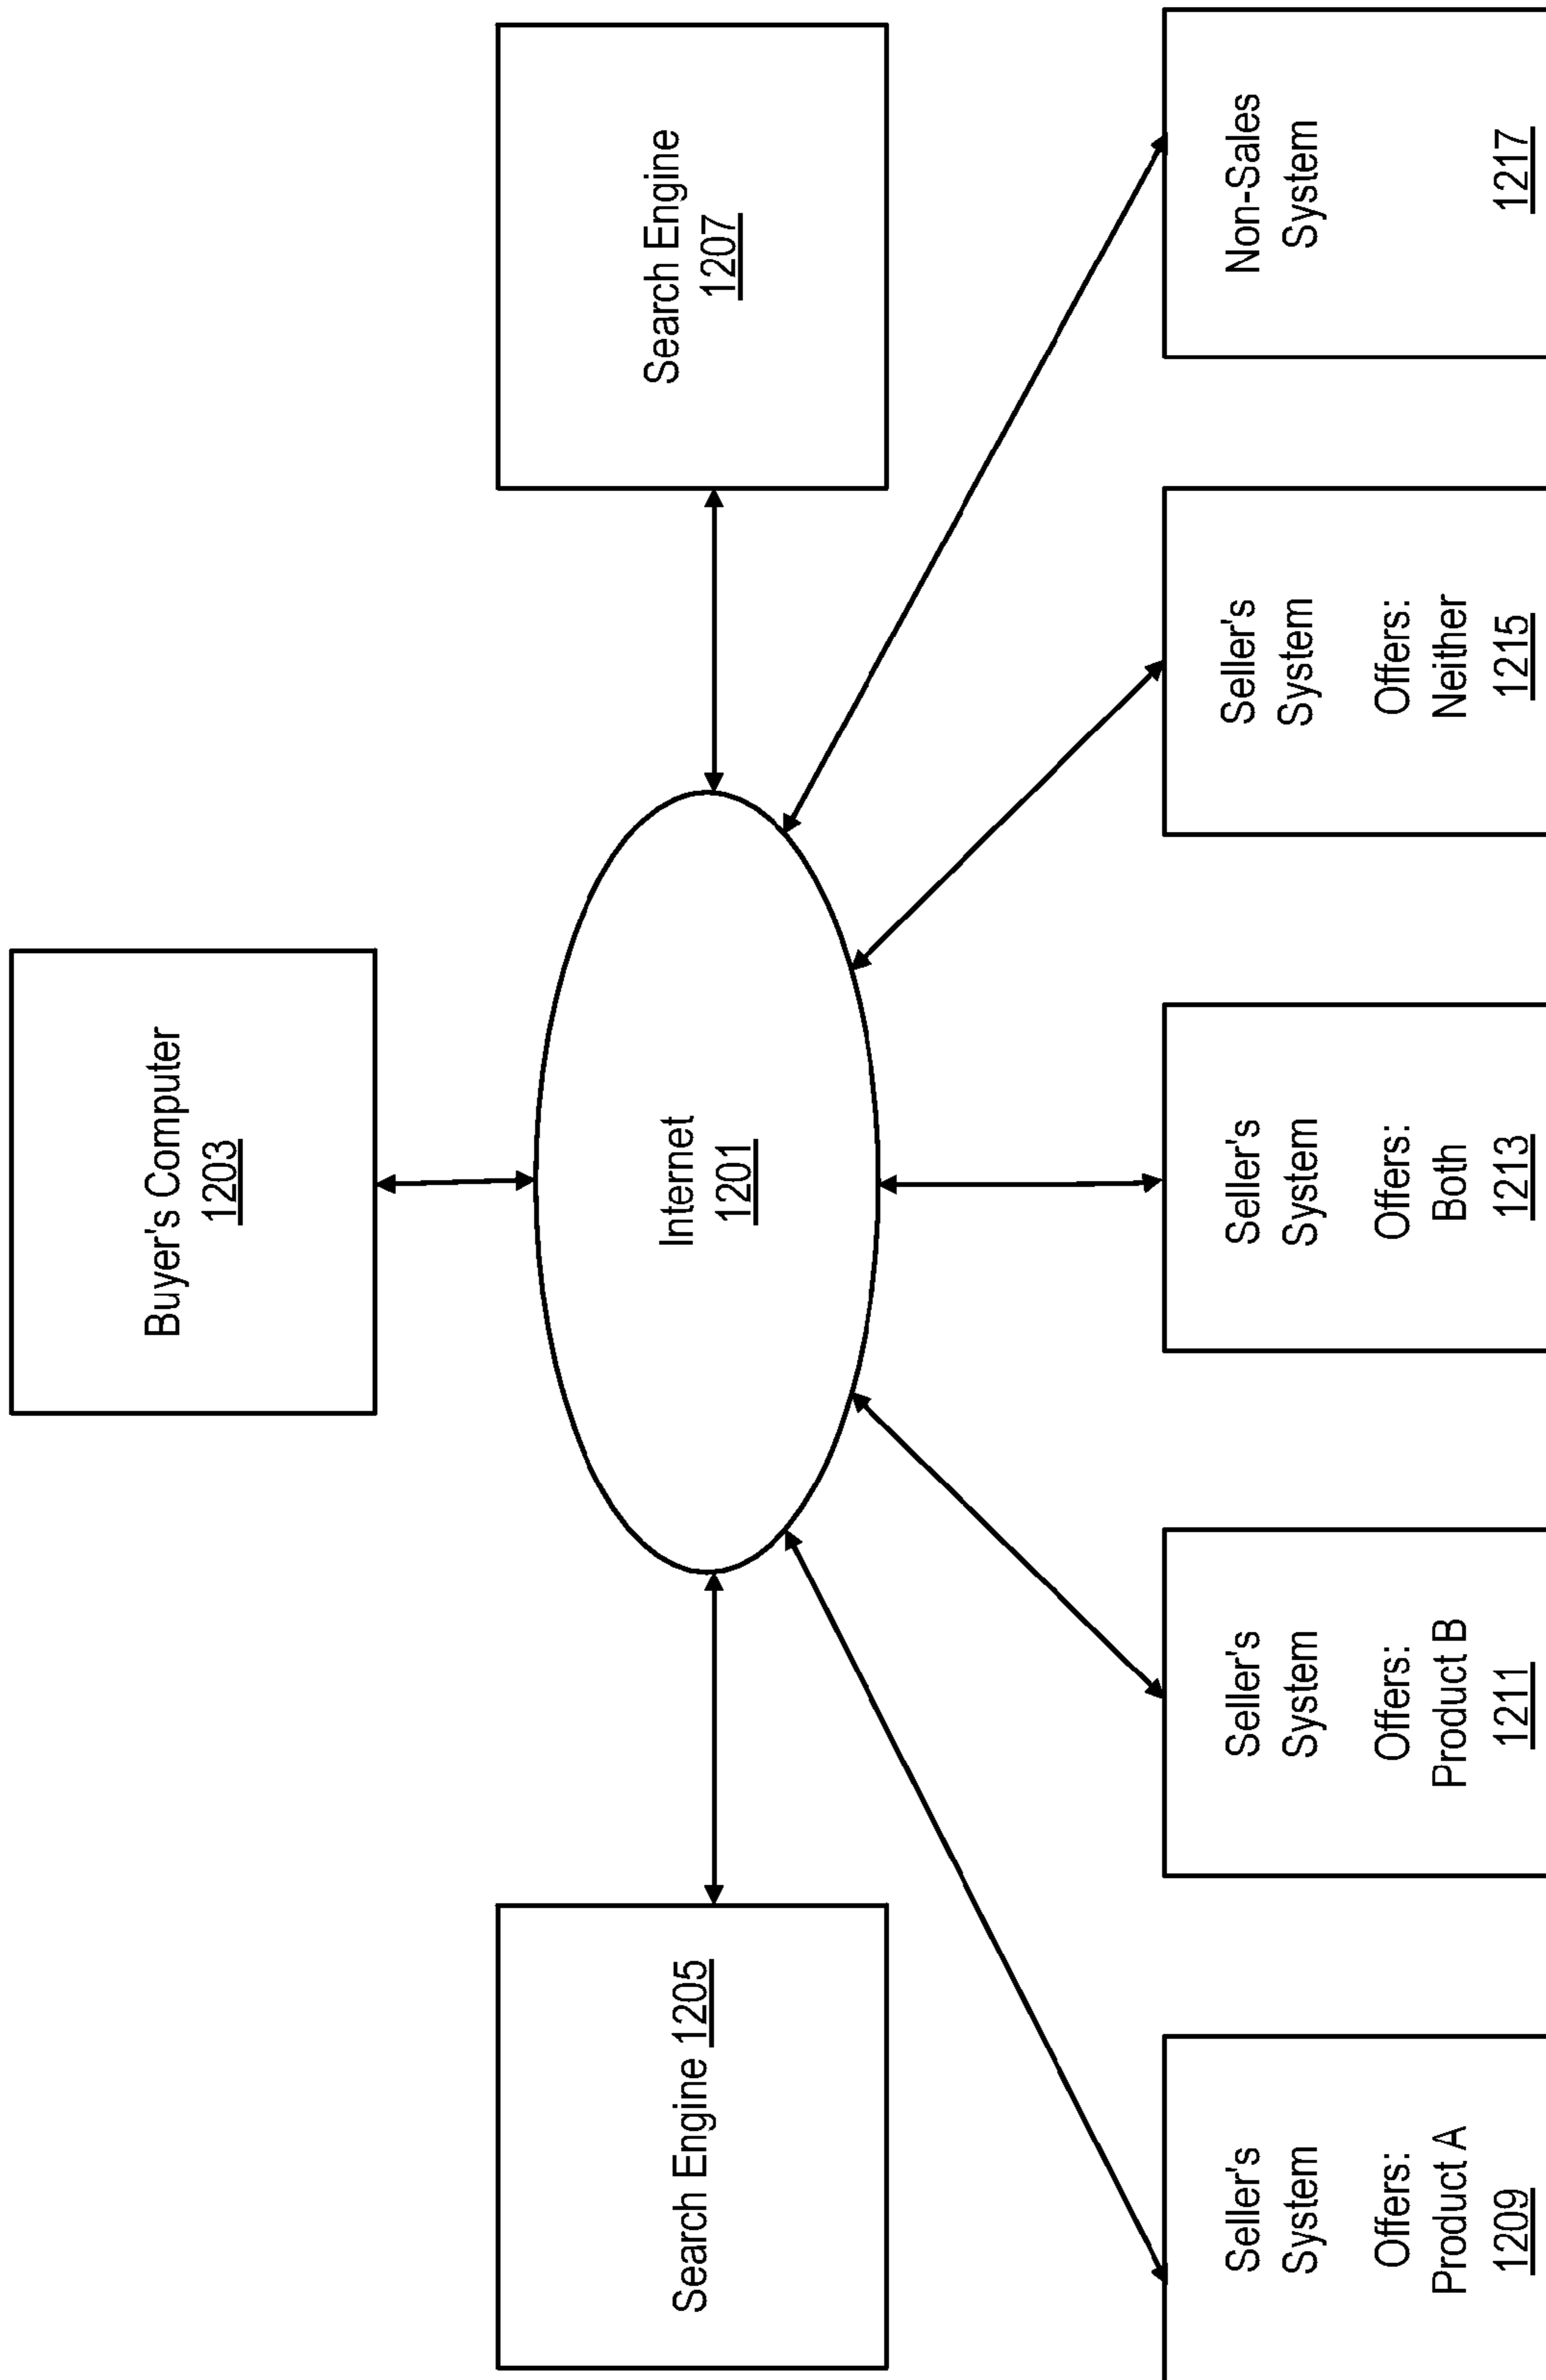 Buyer's Computer
1203
Search Engine 1205
Internet
1201
Search Engine
1207
Seller's
System
Offers:
Product A
1209
Seller's
System
Offers:
Product B
1211
Seller's
System
Offers:
Both
1213
Seller's
System
Offers:
Neither
1215
Non-Sales
System
1217